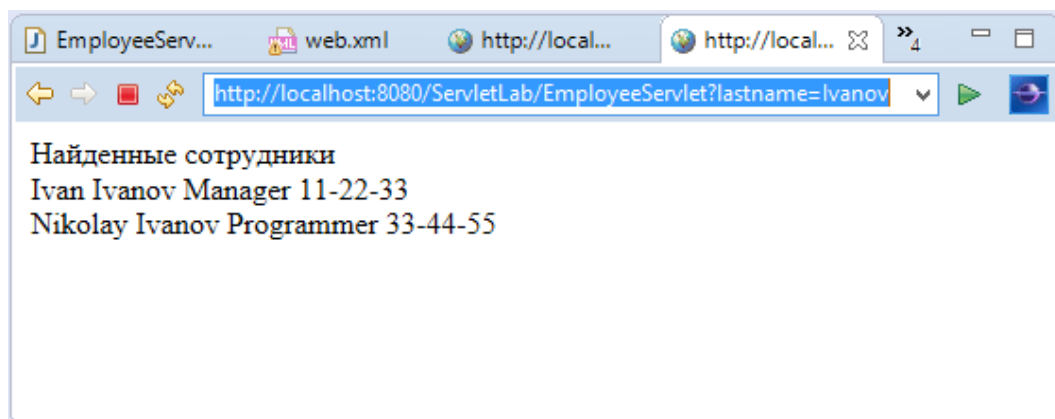 EmployeeServ... web.xml http://local... http://local... »4
http://localhost:8080/ServletLab/EmployeeServlet?lastname=Ivanov
Найденные сотрудники
Ivan Ivanov Manager 11-22-33
Nikolay Ivanov Programmer 33-44-55